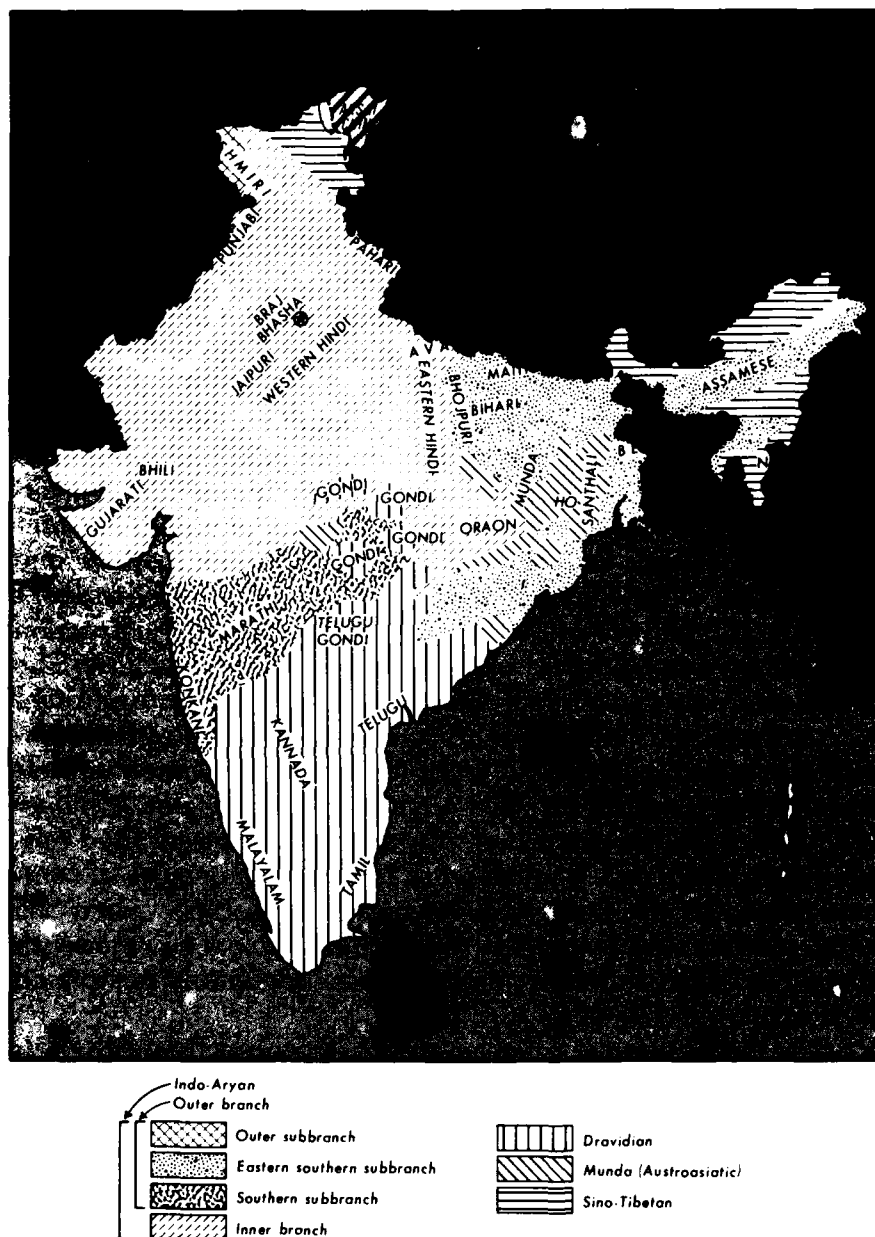 HMIRI
PUNJABI
PAHARI
BRAJ
BHASHA
JAIPURI
WESTERN HINDI
A V
EASTERN HINDI
BHOJPURI
BIHARI
ASSAMESE
BHILI
GUJARATI
GONDI
GONDI
GONDI
GONDI
ORAON
MUNDA
HO
SANTHALI
B
N
MARATHI
TELUGU
GONDI
ONKAN
TELUGU
KANNADA
MALAYALAM
TAMIL
Indo-Aryan
Outer branch
Outer subbranch
Eastern southern subbranch
Southern subbranch
Inner branch
Dravidian
Munda (Austroasiatic)
Sino-Tibetan